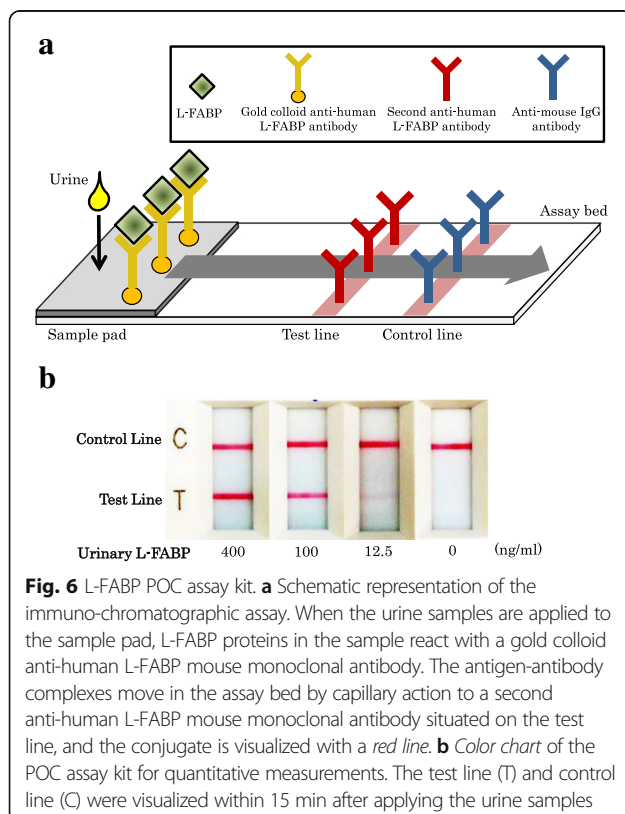 a
L-FABP
Gold colloid anti-human
L-FABP antibody
Second anti-human
L-FABP antibody
Anti-mouse IgG
antibody
Urine
Assay bed
Sample pad
Test line
Control line
b
Control Line
C
Test Line
T
Urinary L-FABP 400 100 12.5 0 (ng/ml)
Fig. 6 L-FABP POC assay kit. a Schematic representation of the
immuno-chromatographic assay. When the urine samples are applied to
the sample pad, L-FABP proteins in the sample react with a gold colloid
anti-human L-FABP mouse monoclonal antibody. The antigen-antibody
complexes move in the assay bed by capillary action to a second
anti-human L-FABP mouse monoclonal antibody situated on the test
line, and the conjugate is visualized with a red line. b Color chart of the
POC assay kit for quantitative measurements. The test line (T) and control
line (C) were visualized within 15 min after applying the urine samples